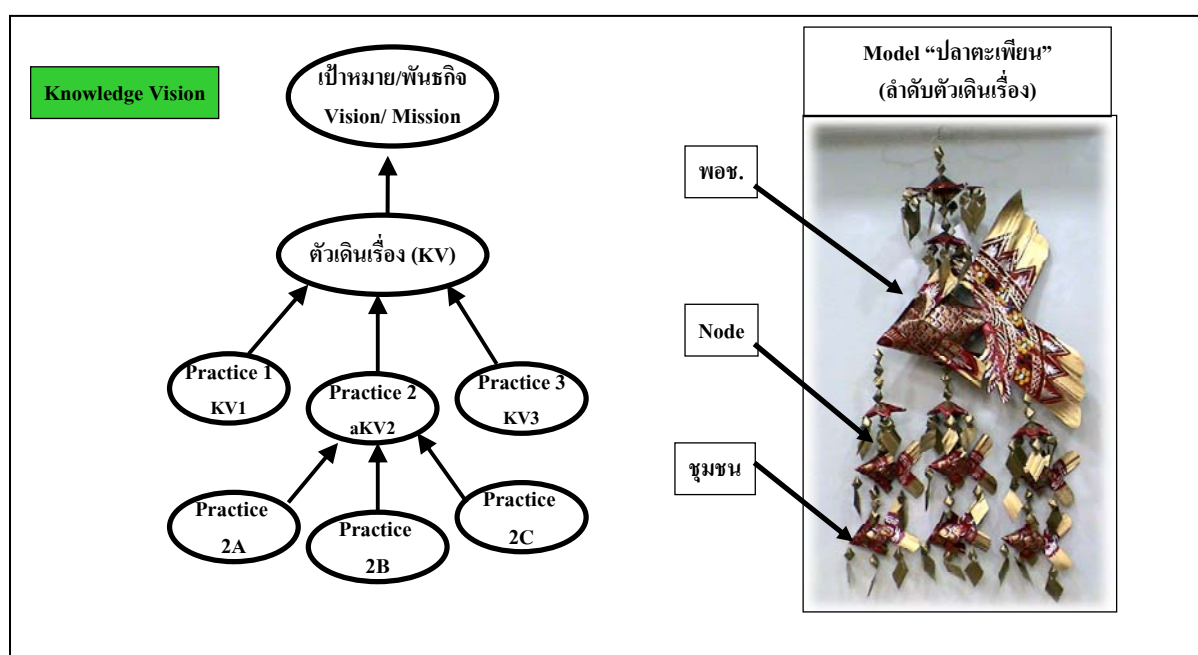 Knowledge Vision
เป้าหมาย/พันธกิจ
Vision/ Mission
ตัวเดินเรื่อง (KV)
Practice 1
KV1
Practice 2
aKV2
Practice 3
KV3
Practice
2A
Practice
2B
Practice
2C
Model “ปลาตะเพียน”
(ลำดับตัวเดินเรื่อง)
พอช.
Node
ชุมชน